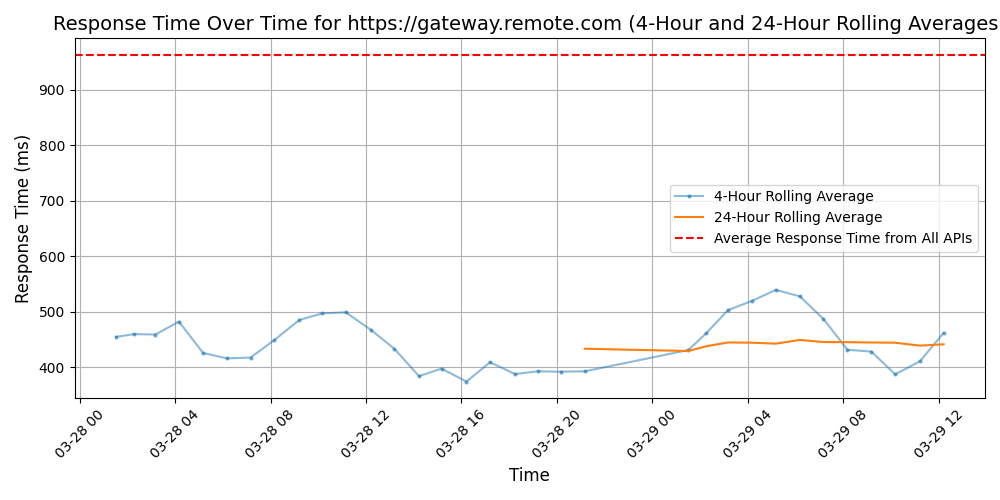 Response Time Over Time for https://gateway.remote.com (4-Hour and 24-Hour Rolling Averages
Response Time (ms)
900
800
700
600
500
400
4-Hour Rolling Average
24-Hour Rolling Average
Average Response Time from All APIs
03-28 00
03-28 04
03-28 08
03-28 12
03-28 16
03-28 20
03-29 00
03-29 04
03-29 08
03-29 12
Time